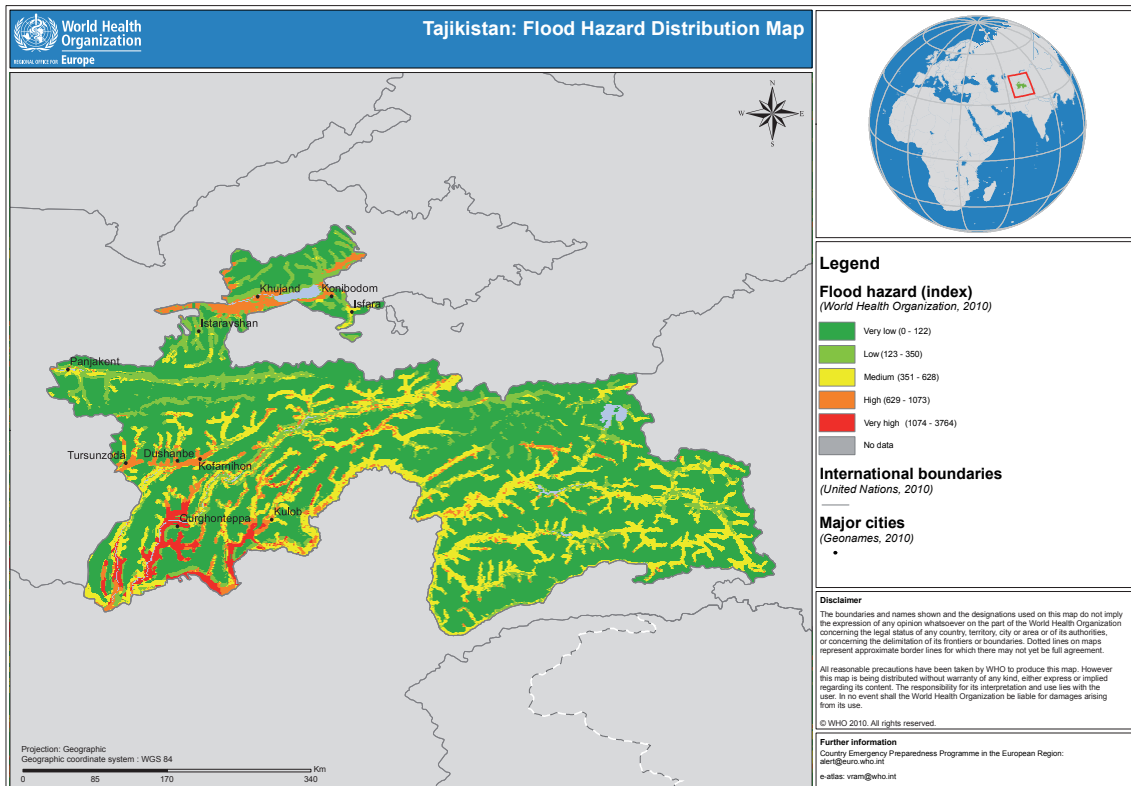 World Health
Organization
REGIONAL OFFICE FOR Europe
Tajikistan: Flood Hazard Distribution Map
N
W
E
S
Khujand
Konibodom
Isfara
Istaravshan
Panjakent
Tursunzoda
Dushanbe
Kofarnihon
Qurghonteppa
Kulob
Projection: Geographic
Geographic coordinate system : WGS 84
Km
0 85 170 340
Legend
Flood hazard (index)
(World Health Organization, 2010)
Very low (0 - 122)
Low (123 - 350)
Medium (351 - 628)
High (629 - 1073)
Very high (1074 - 3764)
No data
International boundaries
(United Nations, 2010)
Major cities
(Geonames, 2010)
Disclaimer
The boundaries and names shown and the designations used on this map do not imply
the expression of any opinion whatsoever on the part of the World Health Organization
concerning the legal status of any country, territory, city or area or of its authorities,
or concerning the delimitation of its frontiers or boundaries. Dotted lines on maps
represent approximate border lines for which there may not yet be full agreement.
All reasonable precautions have been taken by WHO to produce this map. However
this map is being distributed without warranty of any kind, either express or implied
regarding its content. The responsibility for its interpretation and use lies with the
user. In no event shall the World Health Organization be liable for damages arising
from its use.
© WHO 2010. All rights reserved.
Further information
Country Emergency Preparedness Programme in the European Region:
alert@euro.who.int
e-atlas: vram@who.int